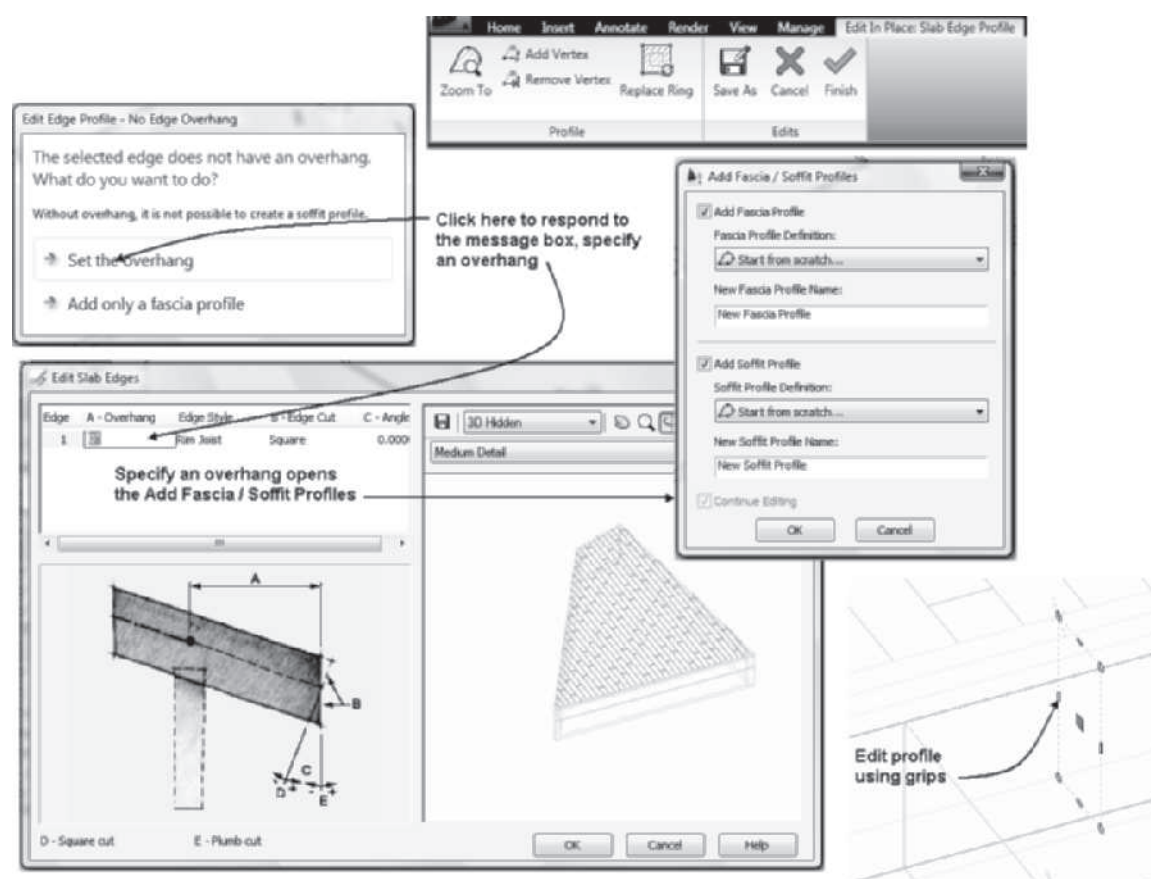 Home Insert Annotate Render View Manage Edit In Place: Slab Edge Profile
Zoom To
Add Vertex
Remove Vertex
Replace Ring
Save As Cancel Finish
Profile
Edits
Edit Edge Profile - No Edge Overhang
The selected edge does not have an overhang.
What do you want to do?
Without overhang, it is not possible to create a soffit profile.
Set the overhang
Add only a fascia profile
Click here to respond to
the message box, specify
an overhang
Add Fascia / Soffit Profiles
Add Fascia Profile
Fascia Profile Definition:
Start from scratch...
New Fascia Profile Name:
New Fascia Profile
Add Soffit Profile
Soffit Profile Definition:
Start from scratch...
New Soffit Profile Name:
New Soffit Profile
Continue Editing
OK Cancel
Edit Slab Edges
Edge A - Overhang Edge Style B - Edge Cut C - Angle
1 Rim Joist Square 0.000
Specify an overhang opens
the Add Fascia / Soffit Profiles
3D Hidden
Medium Detail
A
B
C
D
E
D - Square cut E - Plumb cut
OK Cancel Help
Edit profile
using grips